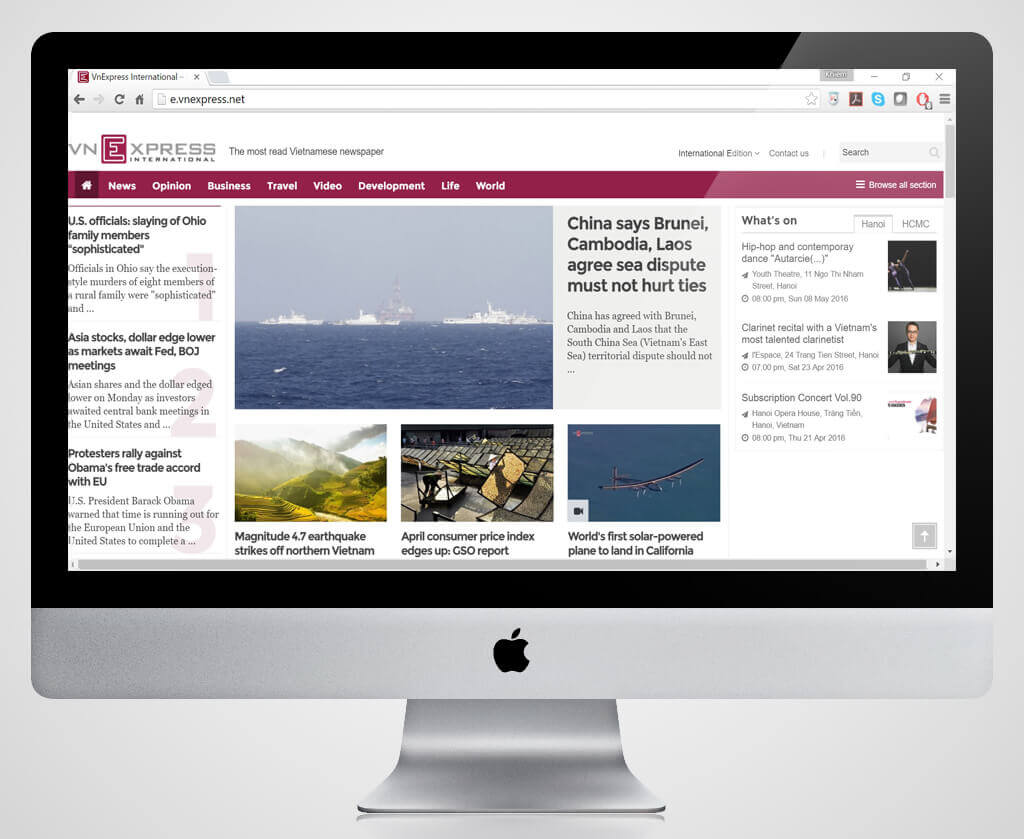 VnExpress International -
Khiem
e.vnexpress.net
VN EXPRESS
INTERNATIONAL
The most read Vietnamese newspaper
International Edition
Contact us
Search
News Opinion Business Travel Video Development Life World
Browse all section
U.S. officials: slaying of Ohio
family members
"sophisticated"
1
Officials in Ohio say the execution-
style murders of eight members of
a rural family were "sophisticated"
and ...
Asia stocks, dollar edge lower
as markets await Fed, BOJ
meetings
2
Asian shares and the dollar edged
lower on Monday as investors
awaited central bank meetings in
the United States and ...
Protesters rally against
Obama's free trade accord
with EU
3
U.S. President Barack Obama
warned that time is running out for
the European Union and the
United States to complete a ...
China says Brunei,
Cambodia, Laos
agree sea dispute
must not hurt ties
China has agreed with Brunei,
Cambodia and Laos that the
South China Sea (Vietnam's East
Sea) territorial dispute should not
...
Magnitude 4.7 earthquake
strikes off northern Vietnam
April consumer price index
edges up: GSO report
World's first solar-powered
plane to land in California
What's on
Hanoi
HCMC
Hip-hop and contemporay
dance "Autarcie(...)"
Youth Theatre, 11 Ngo Thi Nham
Street, Hanoi
08:00 pm, Sun 08 May 2016
Clarinet recital with a Vietnam's
most talented clarinetist
l'Espace, 24 Trang Tien Street, Hanoi
07.00 pm, Sat 23 Apr 2016
Subscription Concert Vol.90
Hanoi Opera House, Tràng Tiền,
Hanoi, Vietnam
08:00 pm, Thu 21 Apr 2016